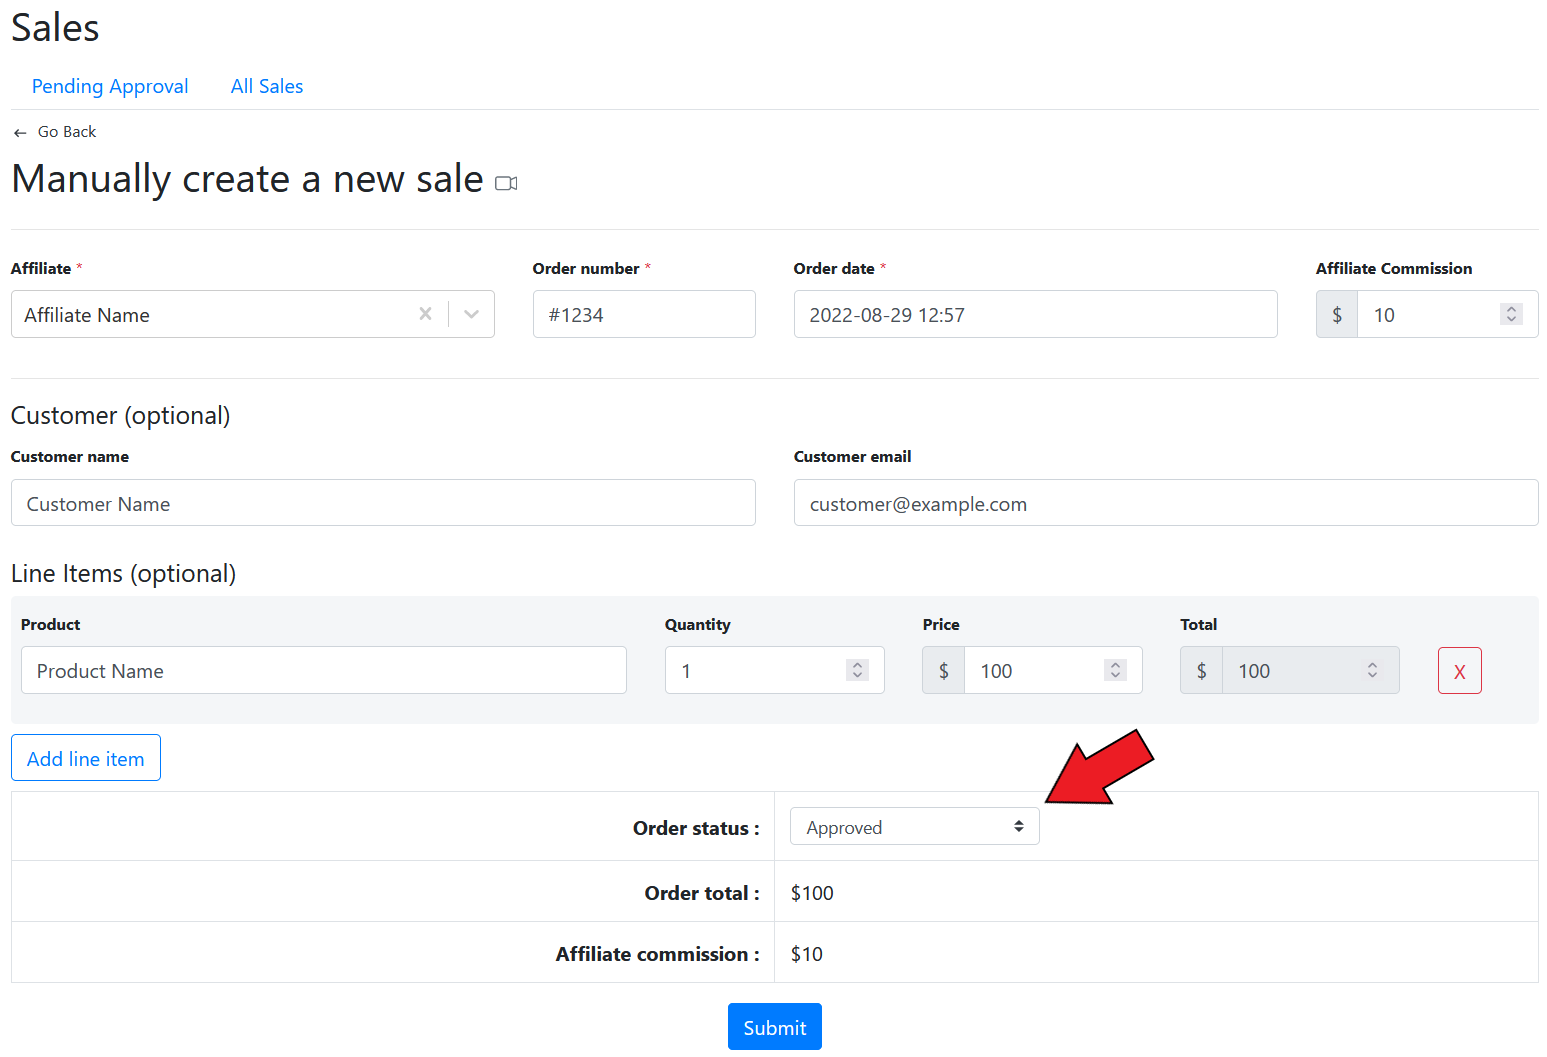 Sales
Pending Approval All Sales
← Go Back
Manually create a new sale
Affiliate * Order number * Order date * Affiliate Commission
Affiliate Name X #1234 2022-08-29 12:57 $ 10
Customer (optional)
Customer name Customer email
Customer Name customer@example.com
Line Items (optional)
Product Quantity Price Total
Product Name 1 $ 100 $ 100 X
Add line item
Order status : Approved
Order total : $100
Affiliate commission : $10
Submit